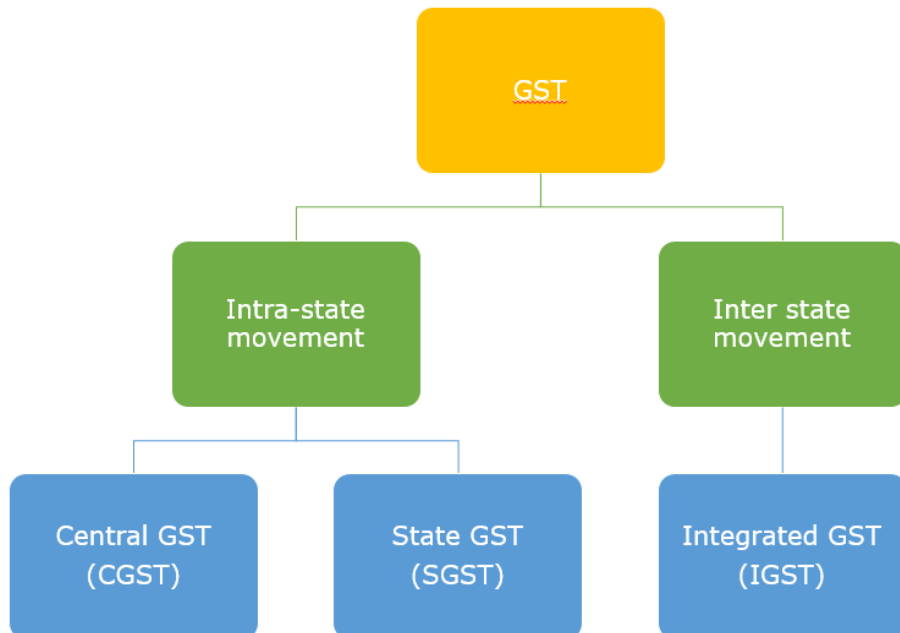 GST
Intra-state
movement
Inter state
movement
Central GST
(CGST)
State GST
(SGST)
Integrated GST
(IGST)